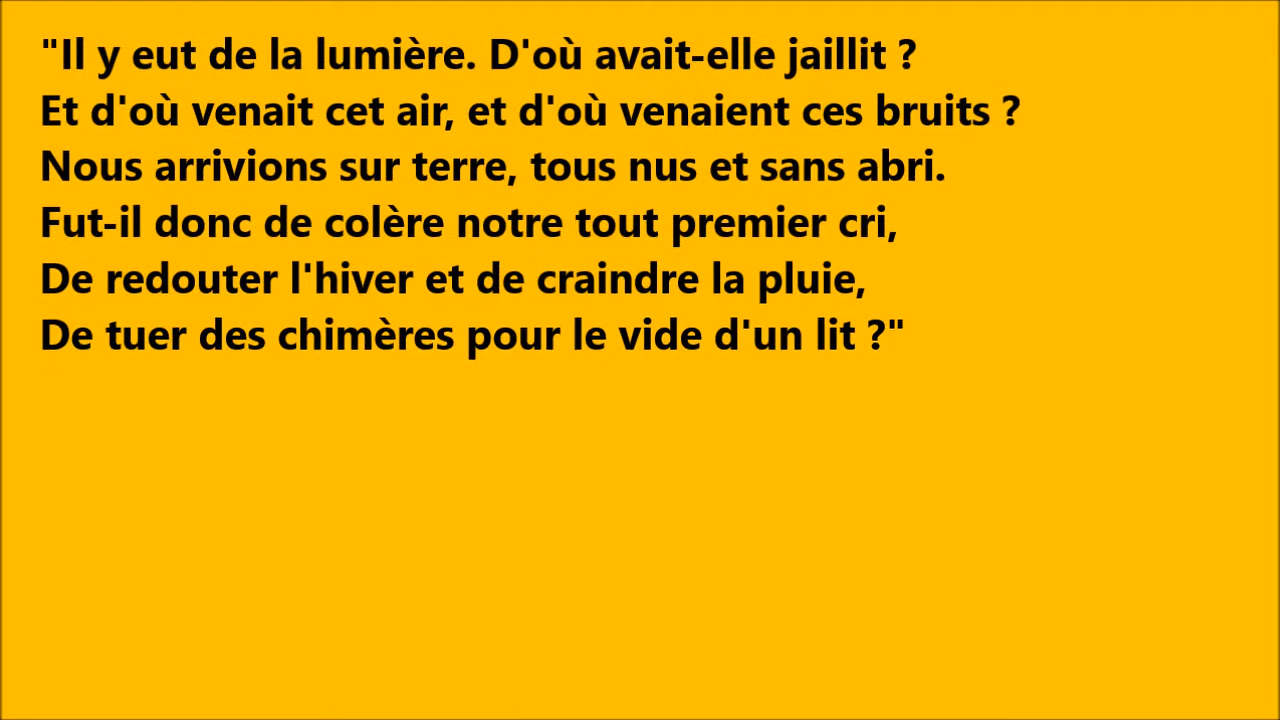 "Il y eut de la lumière. D'où avait-elle jaillit ?
Et d'où venait cet air, et d'où venaient ces bruits ?
Nous arrivions sur terre, tous nus et sans abri.
Fut-il donc de colère notre tout premier cri,
De redouter l'hiver et de craindre la pluie,
De tuer des chimères pour le vide d'un lit ?"